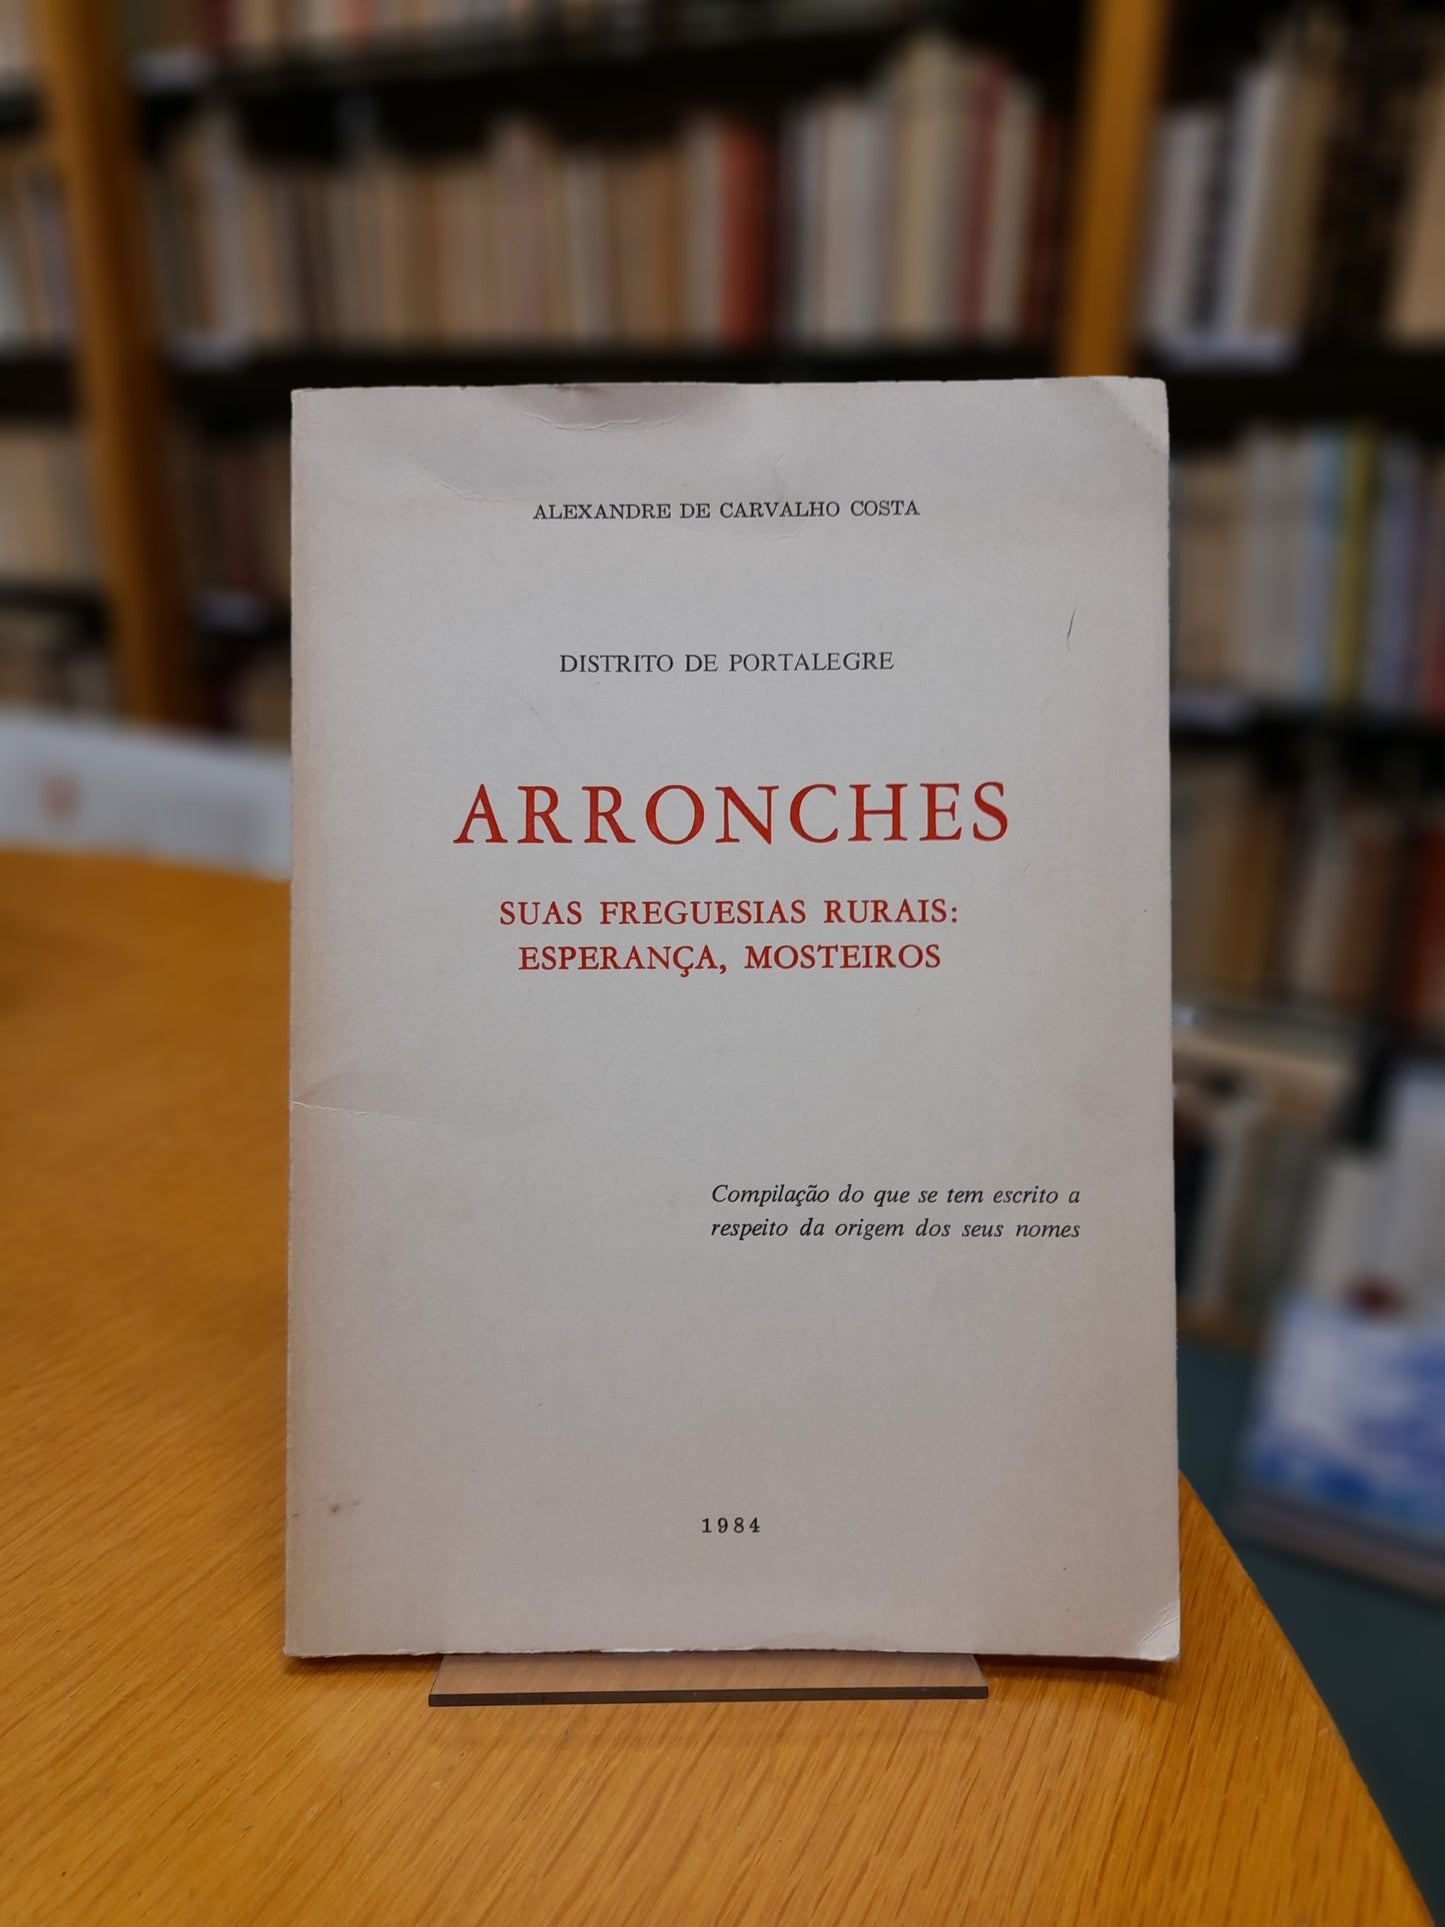 ALEXANDRE DE CARVALHO COSTA
DISTRITO DE PORTALEGRE
ARRONCHES
SUAS FREGUESIAS RURAIS:
ESPERANÇA, MOSTEIROS
Compilação do que se tem escrito a
respeito da origem dos seus nomes
1984